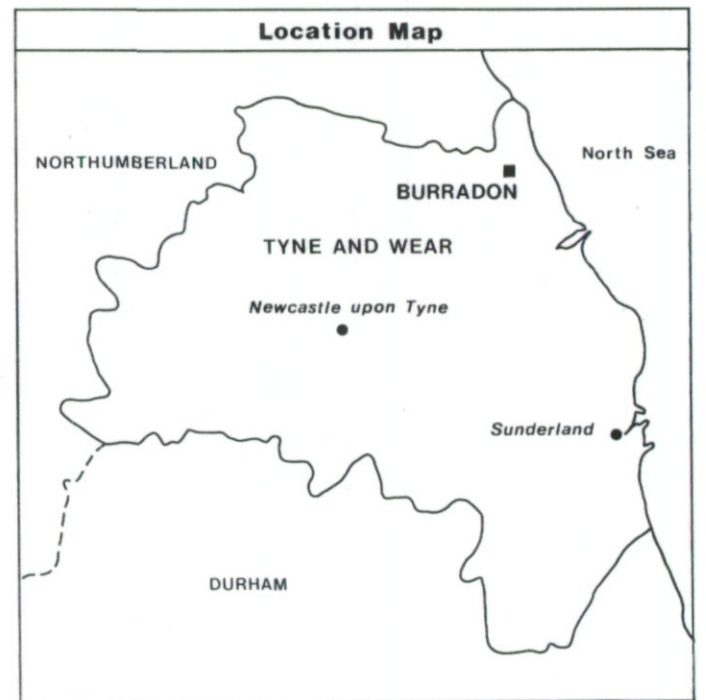 Location Map
North Sea
NORTHUMBERLAND
BURRADON
TYNE AND WEAR
Newcastle upon Tyne
Sunderland
DURHAM